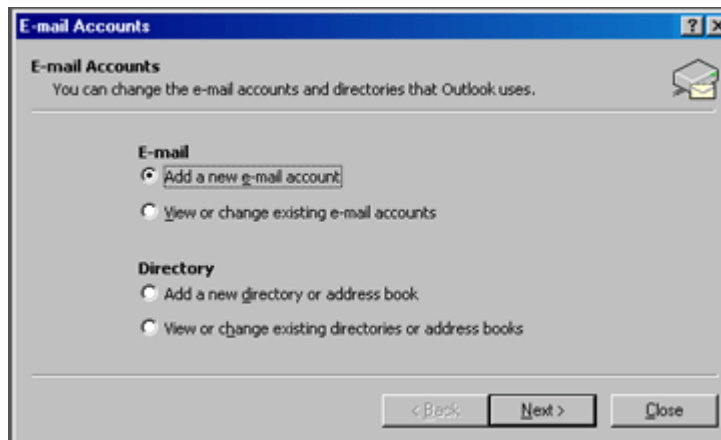 E-mail Accounts
E-mail Accounts
You can change the e-mail accounts and directories that Outlook uses.
E-mail
Add a new e-mail account
View or change existing e-mail accounts
Directory
Add a new directory or address book
View or change existing directories or address books
< Back Next > Close